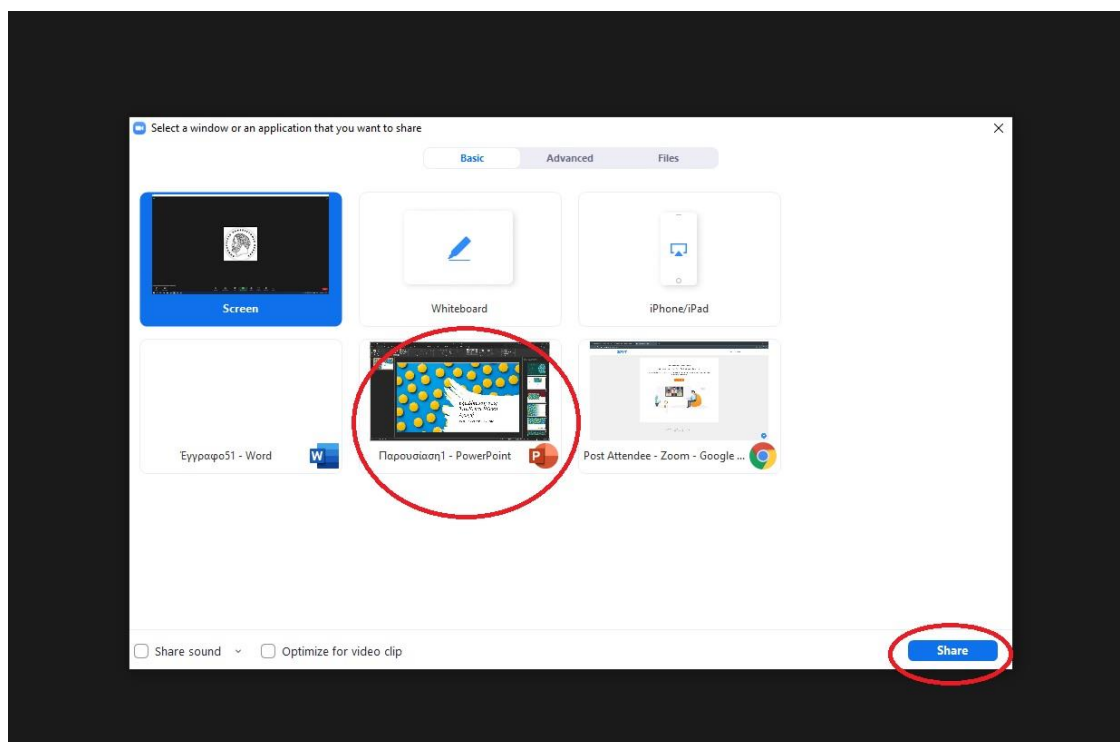 Select a window or an application that you want to share
Basic
Advanced
Files
Screen
Whiteboard
iPhone/iPad
Έγγραφο51 - Word
Παρουσίαση1 - PowerPoint
Post Attendee - Zoom - Google ...
Share sound
Optimize for video clip
Share